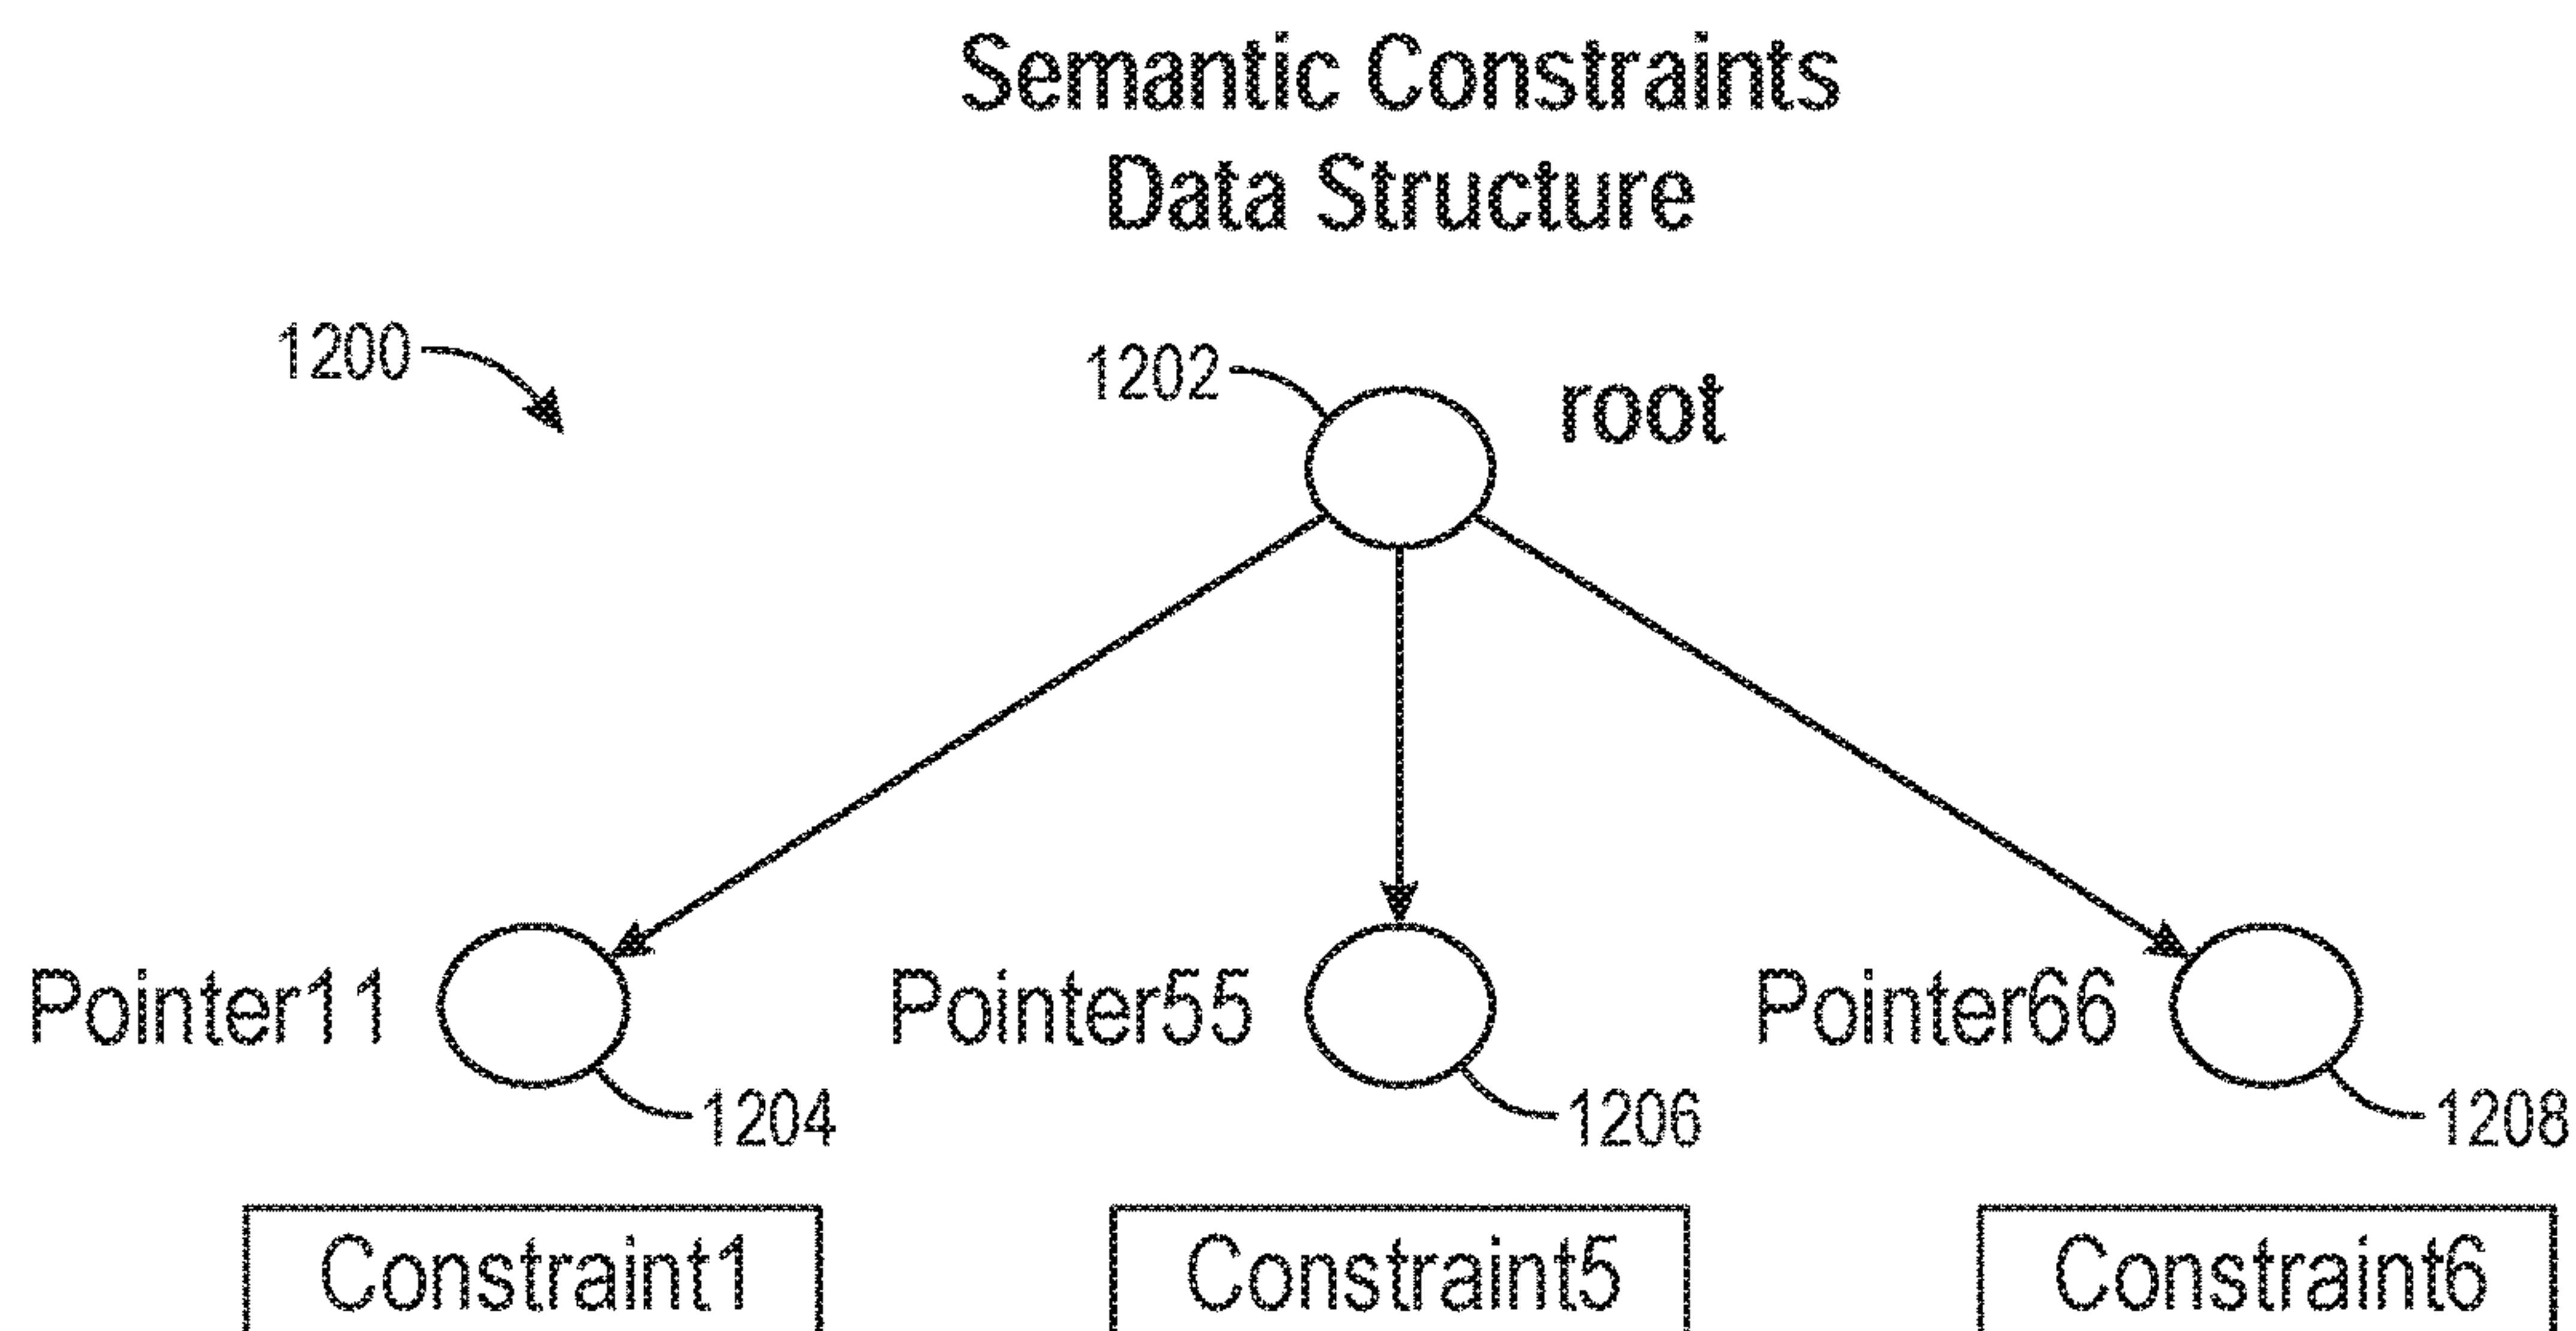 Semantic Constraints
Data Structure
1200
1202
root
Pointer11
Pointer55
Pointer66
1204
1206
1208
Constraint1
Constraint5
Constraint6